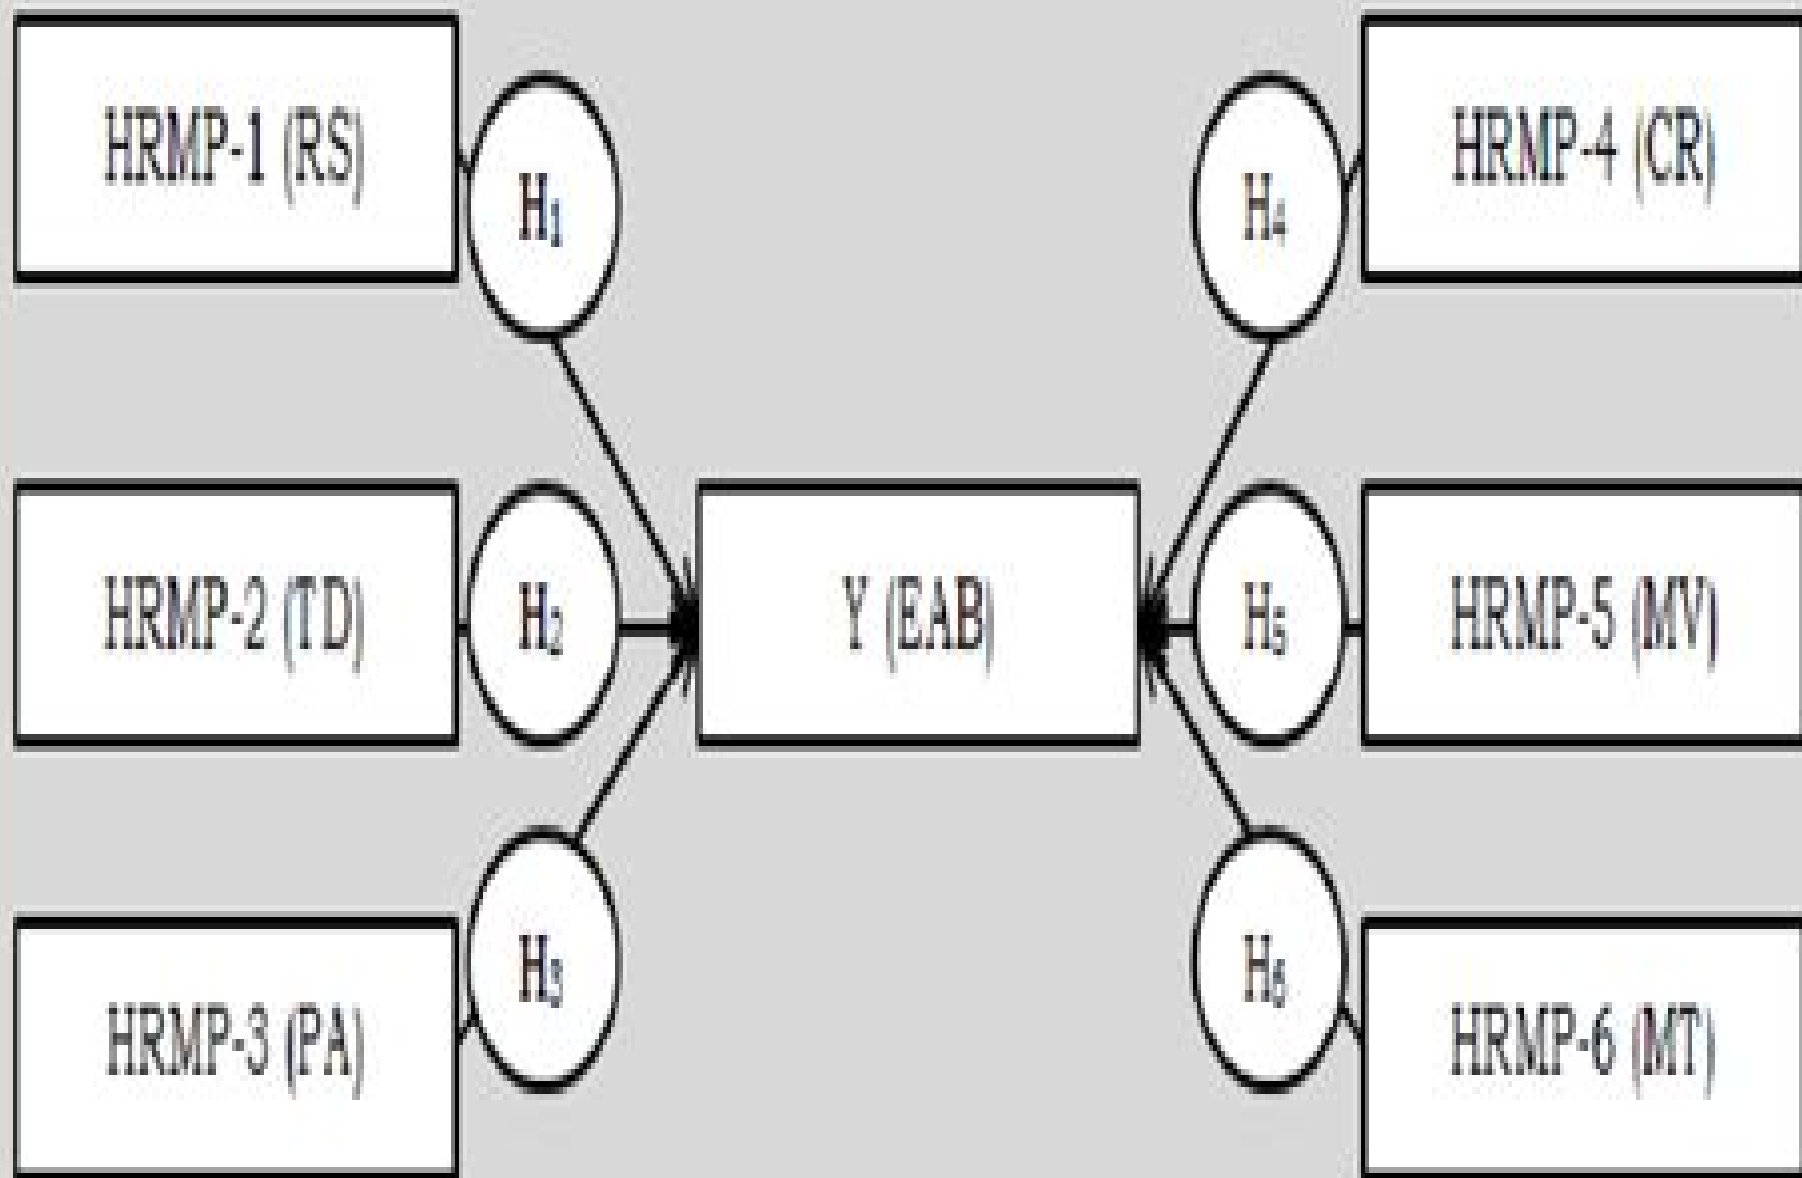 HRMP-1 (RS)
H₁
H₄
HRMP-4 (CR)
HRMP-2 (TD)
H₂
Y (EAB)
H₅
HRMP-5 (MV)
HRMP-3 (PA)
H₃
H₆
HRMP-6 (MT)